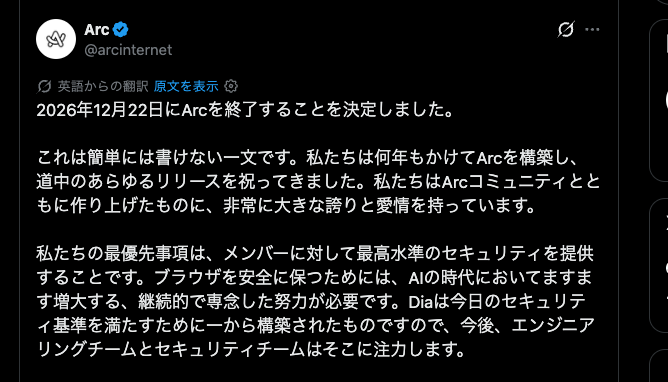 Arc
@arcinternet
英語からの翻訳 原文を表示
2026年12月22日にArcを終了することを決定しました。
これは簡単には書けない一文です。私たちは何年もかけてArcを構築し、
道中のあらゆるリリースを祝ってきました。私たちはArcコミュニティとと
もに作り上げたものに、非常に大きな誇りと愛情を持っています。
私たちの最優先事項は、メンバーに対して最高水準のセキュリティを提供
することです。ブラウザを安全に保つためには、AIの時代においてますま
す増大する、継続的で専念した努力が必要です。Diaは今日のセキュリテ
ィ基準を満たすために一から構築されたものですので、今後、エンジニア
リングチームとセキュリティチームはそこに注力します。